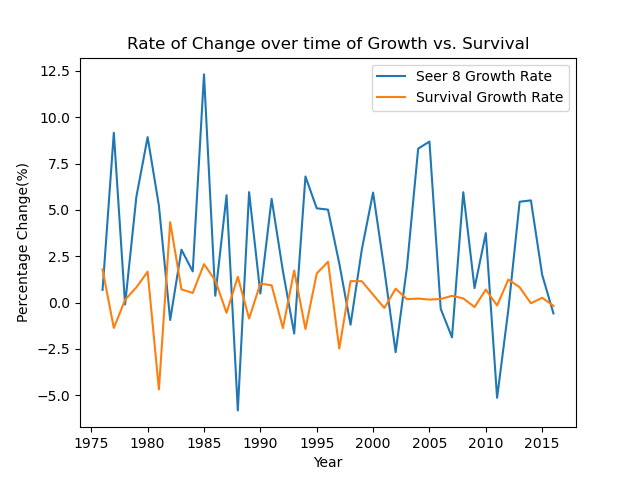 Rate of Change over time of Growth vs. Survival
Seer 8 Growth Rate
Survival Growth Rate
Percentage Change(%)
12.5
10.0
7.5
5.0
2.5
0.0
−2.5
−5.0
1975 1980 1985 1990 1995 2000 2005 2010 2015
Year